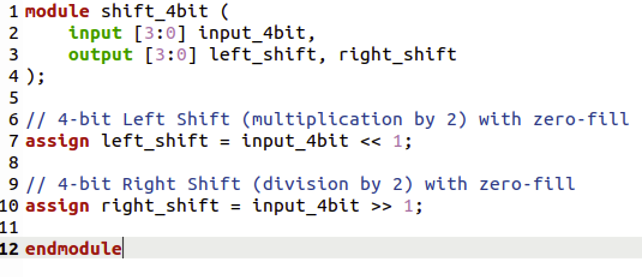 1 module shift_4bit (
2     input [3:0] input_4bit,
3     output [3:0] left_shift, right_shift
4 );
5
6 // 4-bit Left Shift (multiplication by 2) with zero-fill
7 assign left_shift = input_4bit << 1;
8
9 // 4-bit Right Shift (division by 2) with zero-fill
10 assign right_shift = input_4bit >> 1;
11
12 endmodule